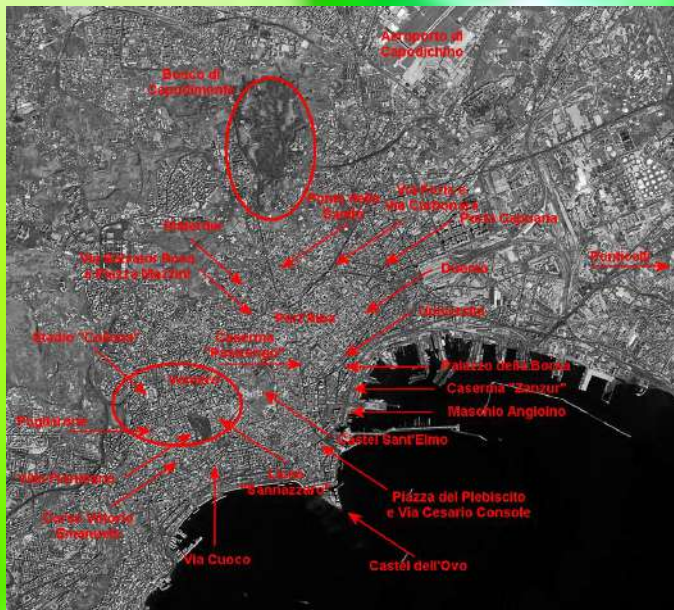 Aeroporto di
Capodichino
Bosco di
Capodimonte
Ponte della
Sanità
Via Foria e
Via Carbonara
Porta Capuana
Materdei
Via Salvator Rosa
e Piazza Mazzini
Ponticelli
Duomo
Port'Alba
Università
Stadio "Collana"
Caserma
"Pastrengo"
Palazzo della Borsa
Vomero
Caserma "Zanzur"
Maschio Angioino
Pagliarone
Castel Sant'Elmo
Villa Floridiana
Liceo
"Sannazzaro"
Piazza del Plebiscito
e Via Cesario Console
Corso Vittorio
Emanuele
Via Cuoco
Castel dell'Ovo